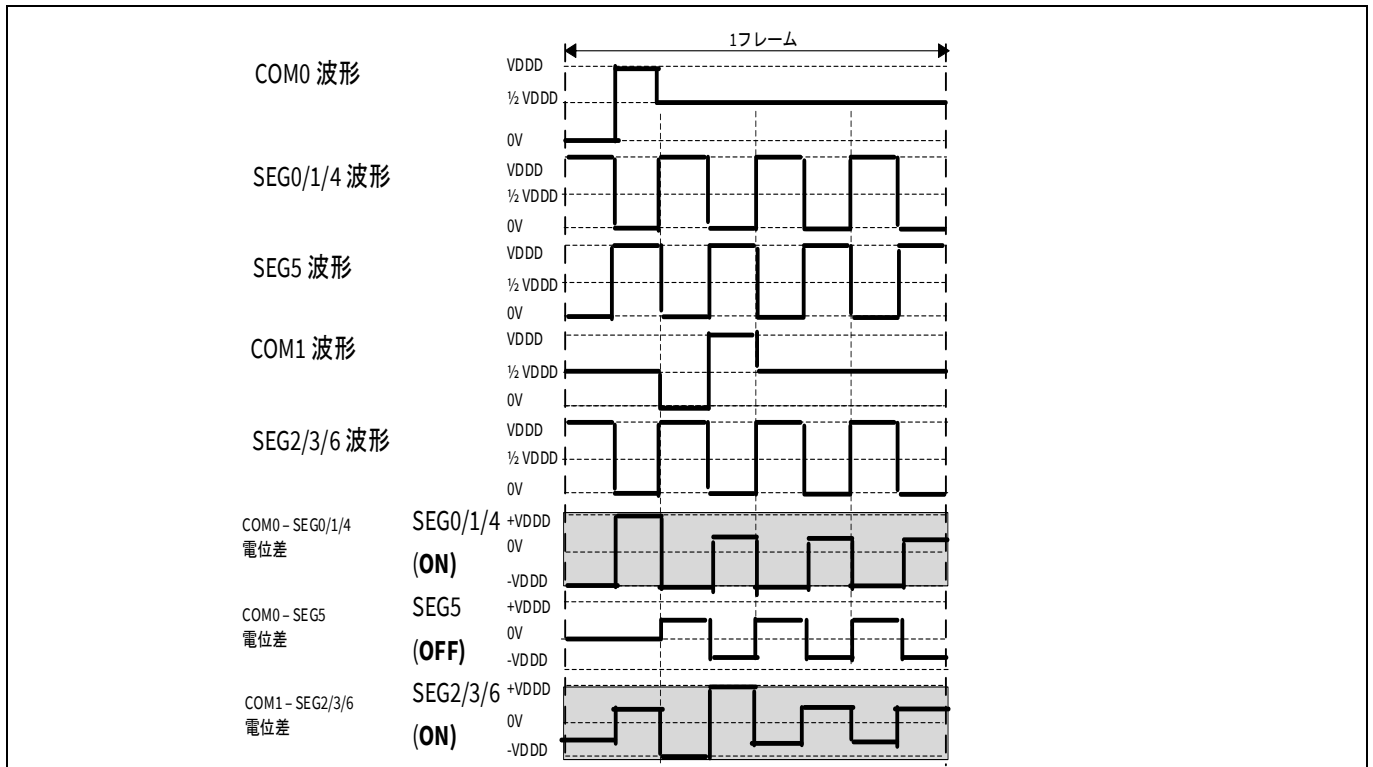 1フレーム
COM0 波形
VDDD
½ VDDD
0V
SEG0/1/4 波形
VDDD
½ VDDD
0V
SEG5 波形
VDDD
½ VDDD
0V
COM1 波形
VDDD
½ VDDD
0V
SEG2/3/6 波形
VDDD
½ VDDD
0V
COM0 – SEG0/1/4
電位差
SEG0/1/4
(ON)
+VDDD
0V
-VDDD
COM0 – SEG5
電位差
SEG5
(OFF)
+VDDD
0V
-VDDD
COM1 – SEG2/3/6
電位差
SEG2/3/6
(ON)
+VDDD
0V
-VDDD